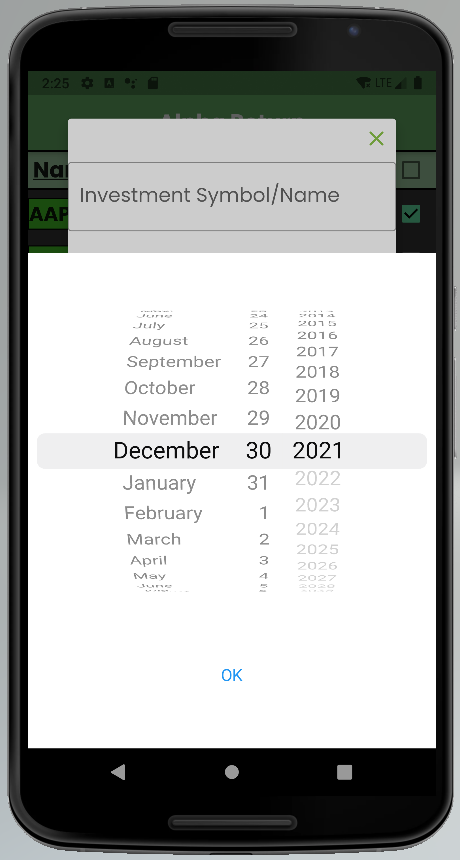 2:25 LTE
Alpha Return
Nar
AAP
Investment Symbol/Name
June 24 2014
July 25 2015
August 26 2016
September 27 2017
October 28 2018
November 29 2019
2020
December 30 2021
January 31 2022
February 1 2023
March 2 2024
April 3 2025
May 4 2026
June 5 2027
OK